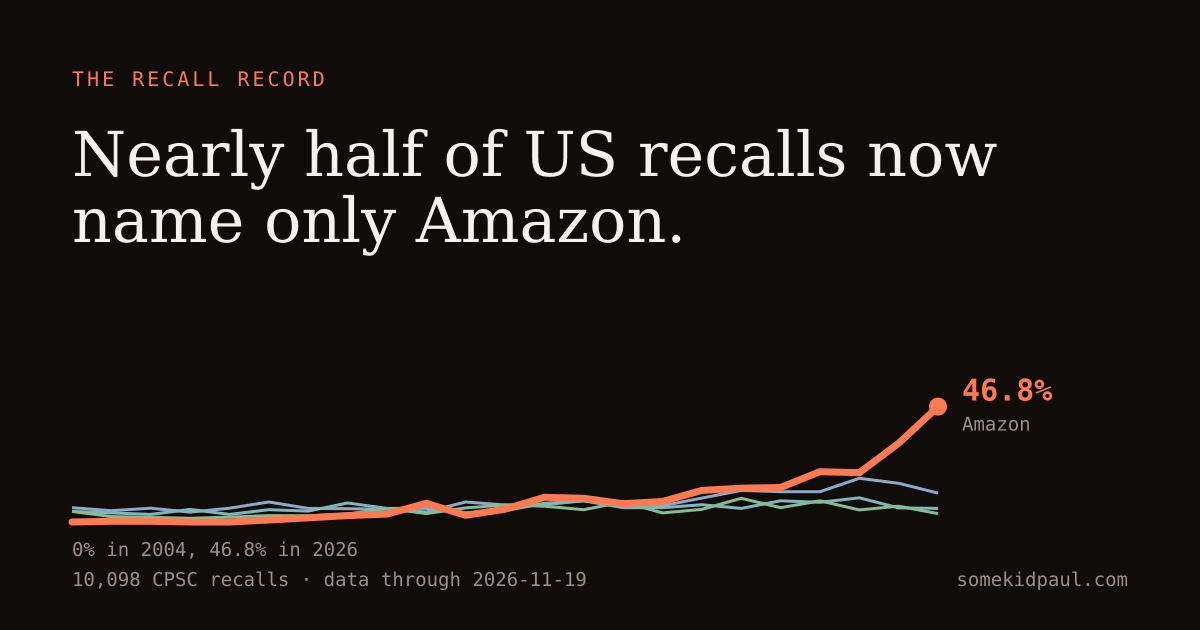 THE RECALL RECORD
Nearly half of US recalls now
name only Amazon.
46.8%
Amazon
0% in 2004, 46.8% in 2026
10,098 CPSC recalls · data through 2026-11-19
somekidpaul.com